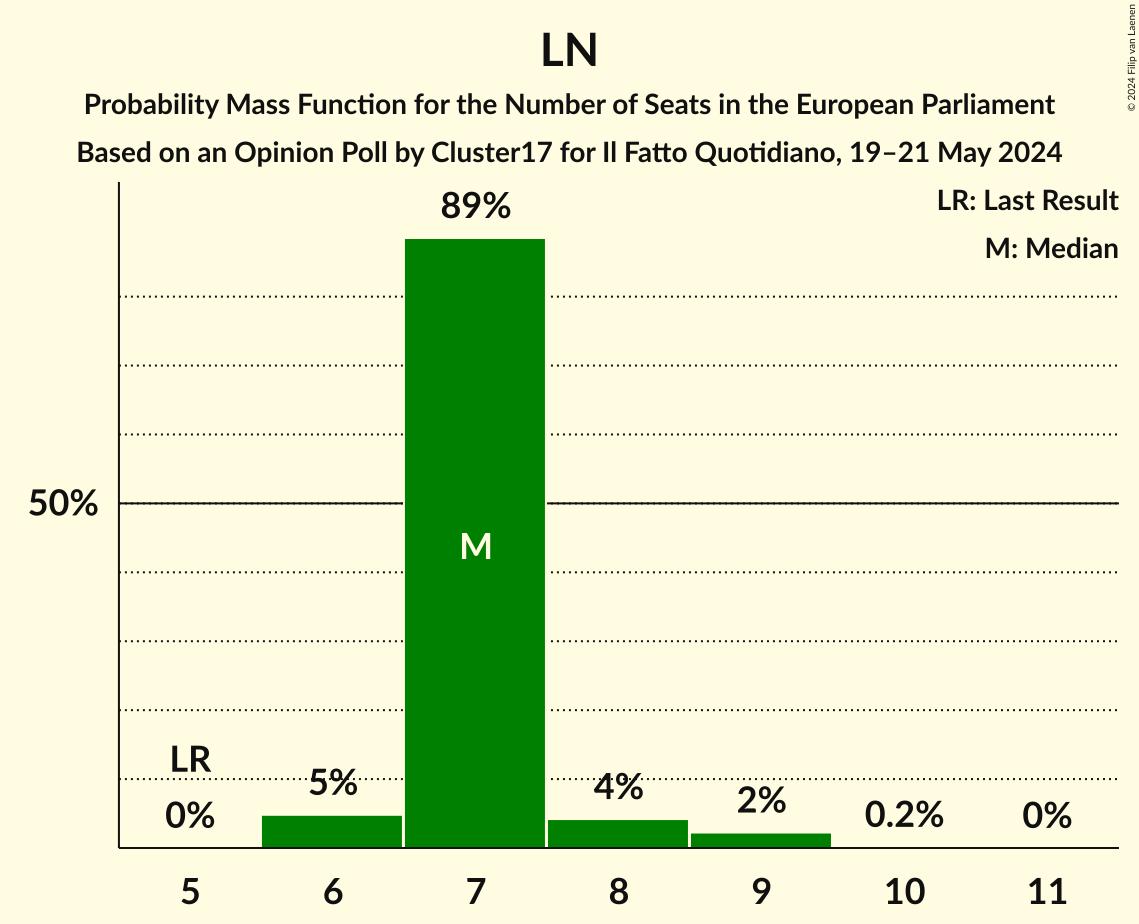 LN
Probability Mass Function for the Number of Seats in the European Parliament
Based on an Opinion Poll by Cluster17 for Il Fatto Quotidiano, 19–21 May 2024
© 2024 Filip van Laenen
LR: Last Result
M: Median
89%
50%
M
LR
0%
5%
4%
2%
0.2%
0%
5 6 7 8 9 10 11